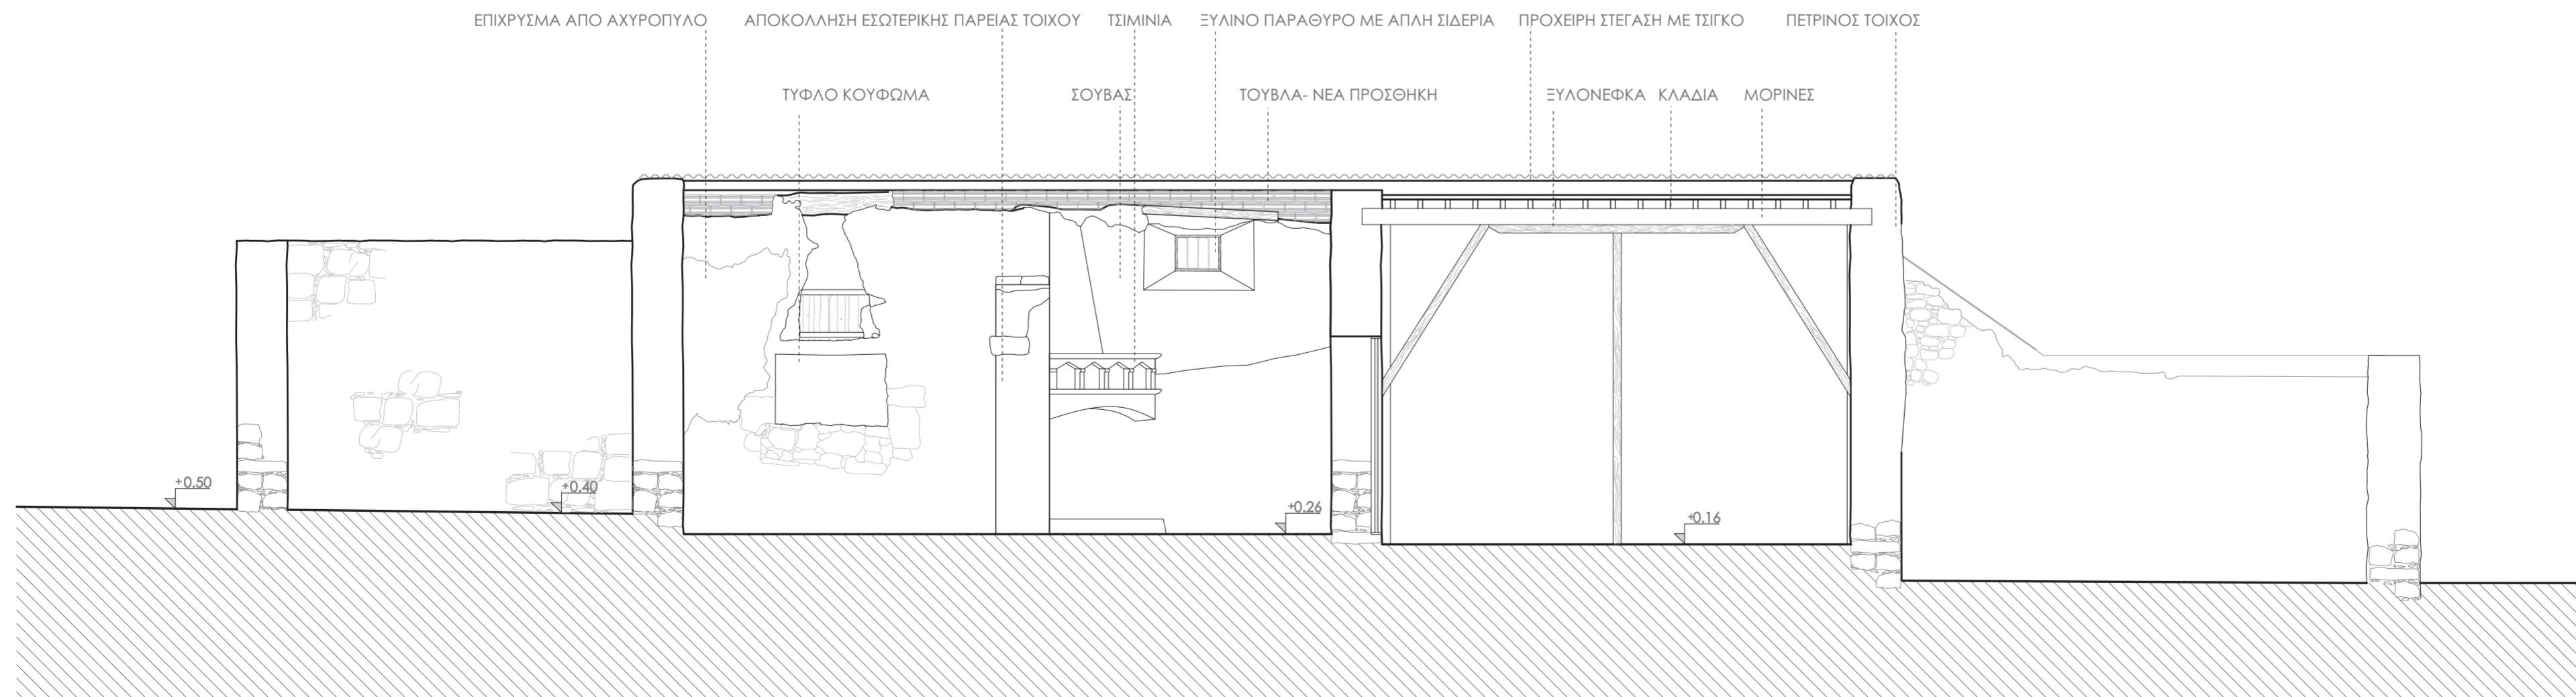 ΕΠΙΧΡΥΣΜΑ ΑΠΟ ΑΧΥΡΟΠΥΛΟ
ΑΠΟΚΟΛΛΗΣΗ ΕΣΩΤΕΡΙΚΗΣ ΠΑΡΕΙΑΣ ΤΟΙΧΟΥ
ΤΣΙΜΙΝΙΑ
ΞΥΛΙΝΟ ΠΑΡΑΘΥΡΟ ΜΕ ΑΠΛΗ ΣΙΔΕΡΙΑ
ΠΡΟΧΕΙΡΗ ΣΤΕΓΑΣΗ ΜΕ ΤΣΙΓΚΟ
ΠΕΤΡΙΝΟΣ ΤΟΙΧΟΣ
ΤΥΦΛΟ ΚΟΥΦΩΜΑ
ΣΟΥΒΑΣ
ΤΟΥΒΛΑ- ΝΕΑ ΠΡΟΣΘΗΚΗ
ΞΥΛΟΝΕΦΚΑ
ΚΛΑΔΙΑ
ΜΟΡΙΝΕΣ
+0.50
+0.40
+0.26
+0.16